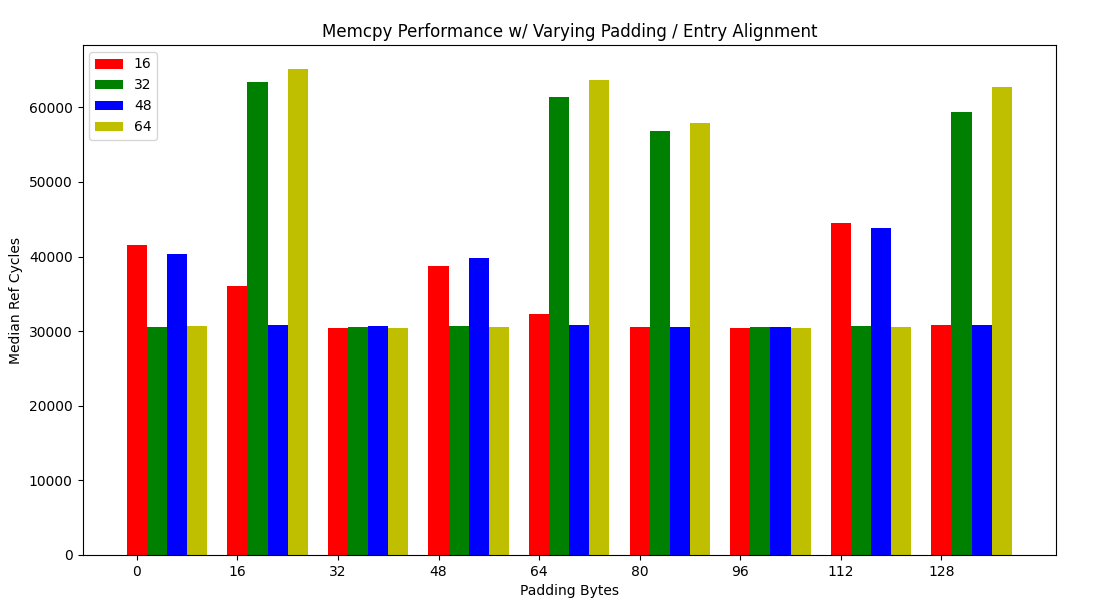 Memcpy Performance w/ Varying Padding / Entry Alignment
16
32
48
64
60000
50000
40000
30000
20000
10000
0
Median Ref Cycles
0 16 32 48 64 80 96 112 128
Padding Bytes